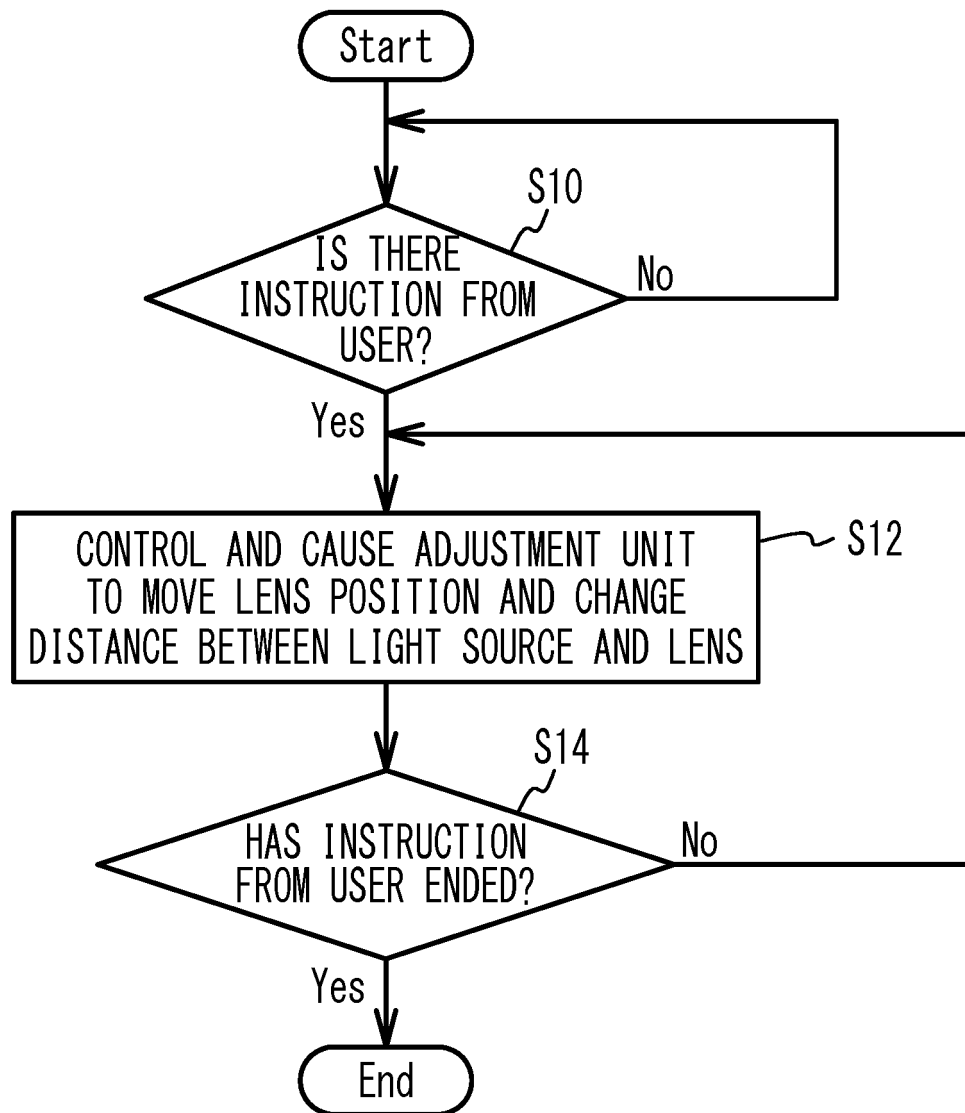 Start
S10
IS THERE
INSTRUCTION FROM
USER?
No
Yes
S12
CONTROL AND CAUSE ADJUSTMENT UNIT
TO MOVE LENS POSITION AND CHANGE
DISTANCE BETWEEN LIGHT SOURCE AND LENS
S14
HAS INSTRUCTION
FROM USER ENDED?
No
Yes
End